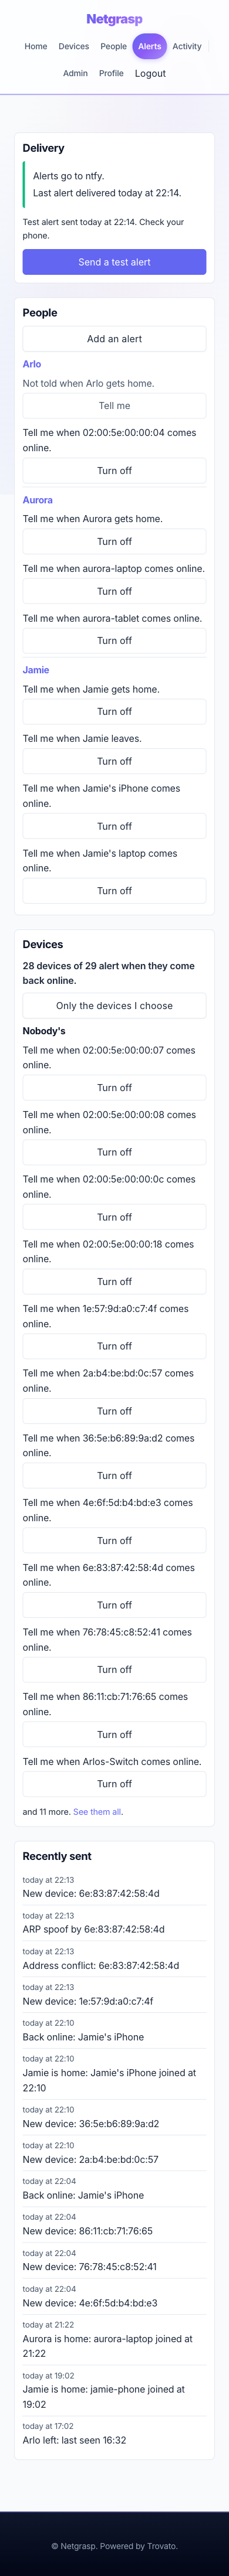 Netgrasp
Home Devices People Alerts Activity
Admin Profile Logout
Delivery
Alerts go to ntfy.
Last alert delivered today at 22:14.
Test alert sent today at 22:14. Check your
phone.
Send a test alert
People
Add an alert
Arlo
Not told when Arlo gets home.
Tell me
Tell me when 02:00:5e:00:00:04 comes
online.
Turn off
Aurora
Tell me when Aurora gets home.
Turn off
Tell me when aurora-laptop comes online.
Turn off
Tell me when aurora-tablet comes online.
Turn off
Jamie
Tell me when Jamie gets home.
Turn off
Tell me when Jamie leaves.
Turn off
Tell me when Jamie's iPhone comes
online.
Turn off
Tell me when Jamie's laptop comes
online.
Turn off
Devices
28 devices of 29 alert when they come
back online.
Only the devices I choose
Nobody's
Tell me when 02:00:5e:00:00:07 comes
online.
Turn off
Tell me when 02:00:5e:00:00:08 comes
online.
Turn off
Tell me when 02:00:5e:00:00:0c comes
online.
Turn off
Tell me when 02:00:5e:00:00:18 comes
online.
Turn off
Tell me when 1e:57:9d:a0:c7:4f comes
online.
Turn off
Tell me when 2a:b4:be:bd:0c:57 comes
online.
Turn off
Tell me when 36:5e:b6:89:9a:d2 comes
online.
Turn off
Tell me when 4e:6f:5d:b4:bd:e3 comes
online.
Turn off
Tell me when 6e:83:87:42:58:4d comes
online.
Turn off
Tell me when 76:78:45:c8:52:41 comes
online.
Turn off
Tell me when 86:11:cb:71:76:65 comes
online.
Turn off
Tell me when Arlos-Switch comes online.
Turn off
and 11 more. See them all.
Recently sent
today at 22:13
New device: 6e:83:87:42:58:4d
today at 22:13
ARP spoof by 6e:83:87:42:58:4d
today at 22:13
Address conflict: 6e:83:87:42:58:4d
today at 22:13
New device: 1e:57:9d:a0:c7:4f
today at 22:10
Back online: Jamie's iPhone
today at 22:10
Jamie is home: Jamie's iPhone joined at
22:10
today at 22:10
New device: 36:5e:b6:89:9a:d2
today at 22:10
New device: 2a:b4:be:bd:0c:57
today at 22:04
Back online: Jamie's iPhone
today at 22:04
New device: 86:11:cb:71:76:65
today at 22:04
New device: 76:78:45:c8:52:41
today at 22:04
New device: 4e:6f:5d:b4:bd:e3
today at 21:22
Aurora is home: aurora-laptop joined at
21:22
today at 19:02
Jamie is home: jamie-phone joined at
19:02
today at 17:02
Arlo left: last seen 16:32
© Netgrasp. Powered by Trovato.